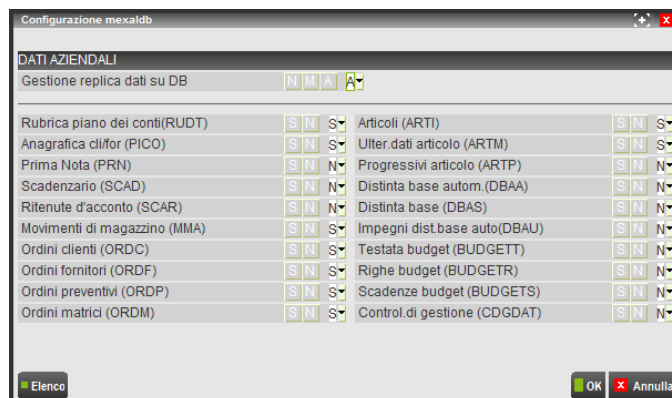 Configurazione mexaldb
DATI AZIENDALI
Gestione replica dati su DB N M A A
Rubrica piano dei conti(RUDT) S N S Articoli (ARTI) S N S
Anagrafica cli/for (PICO) S N S Ulter.dati articolo (ARTM) S N S
Prima Nota (PRN) S N N Progressivi articolo (ARTP) S N N
Scadenzario (SCAD) S N N Distinta base autom.(DBAA) S N N
Ritenute d'acconto (SCAR) S N N Distinta base (DBAS) S N N
Movimenti di magazzino (MMA) S N S Impegni dist.base auto(DBAU) S N N
Ordini clienti (ORDC) S N S Testata budget (BUDGETT) S N N
Ordini fornitori (ORDF) S N S Righe budget (BUDGETR) S N N
Ordini preventivi (ORDP) S N S Scadenze budget (BUDGETS) S N N
Ordini matrici (ORDM) S N S Control.di gestione (CDGDAT) S N N
Elenco OK Annulla